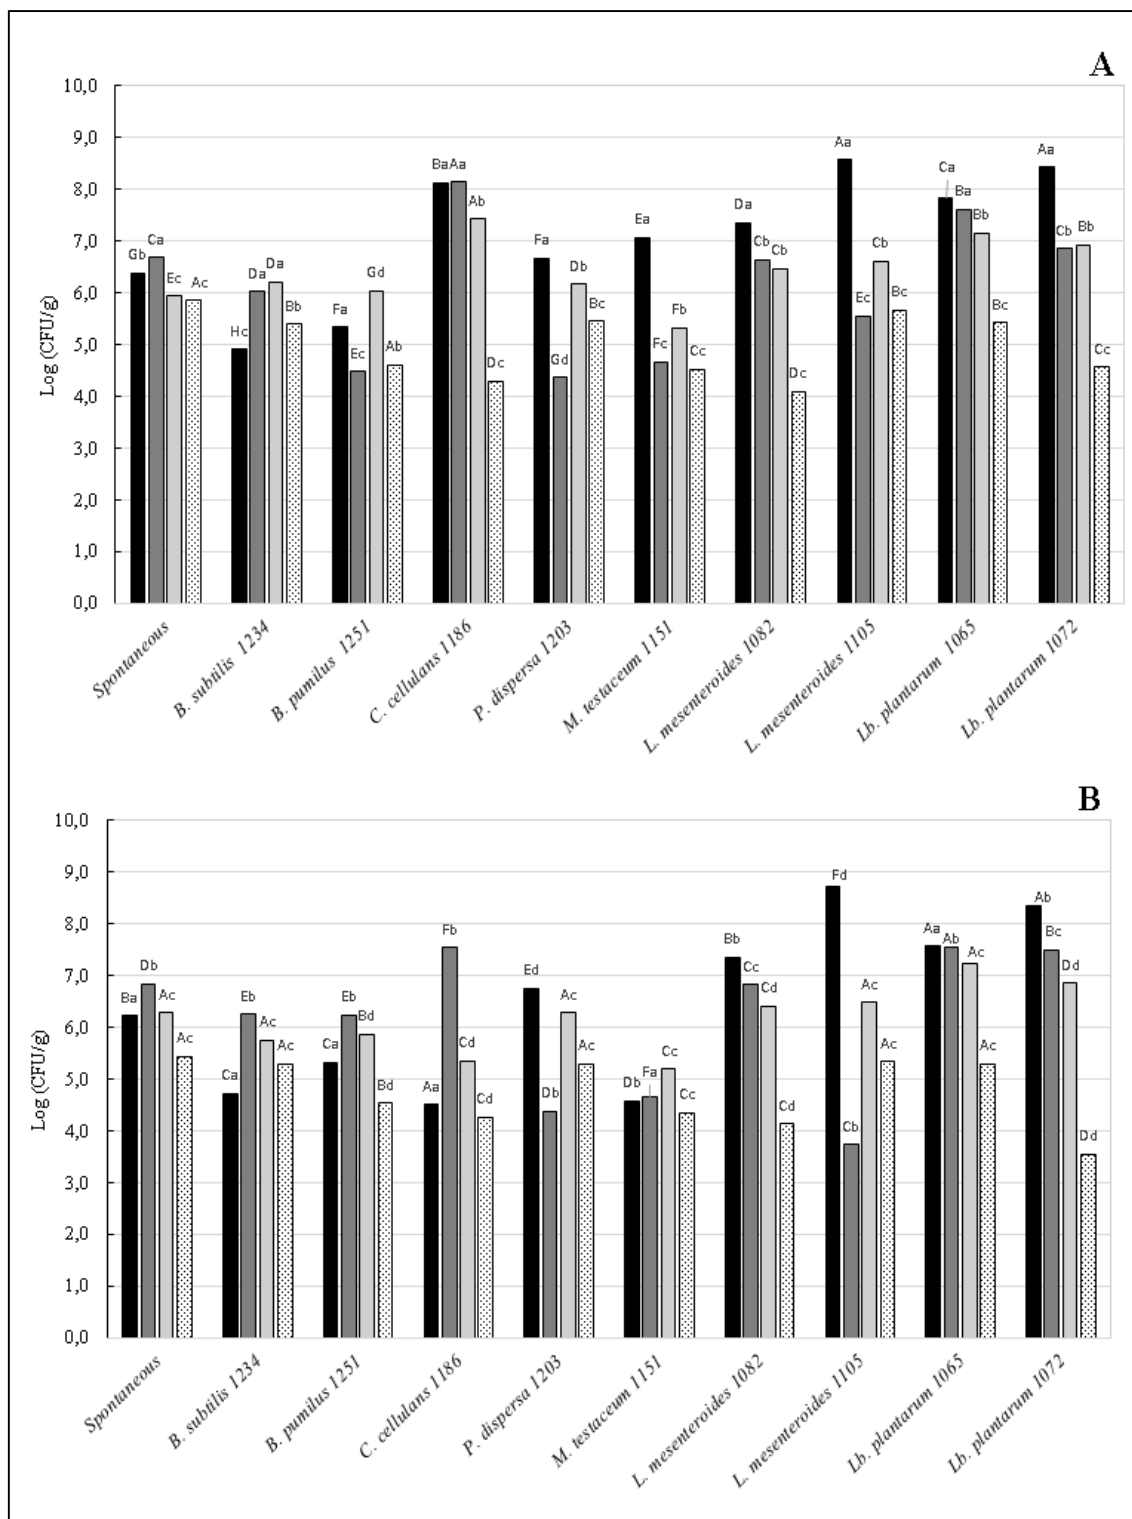 A
10,0
9,0
8,0
7,0
6,0
5,0
4,0
3,0
2,0
1,0
0,0
Log (CFU/g)
Gb Ca Ec Ac
Hc Da Da Bb
Fa Ec Gd Ab
Ba Aa Ab Dc
Fa Gd Db Bc
Ea Fc Fb Cc
Da Cb Cb Dc
Aa Ec Cb Bc
Ca Ba Bb Bc
Aa Cb Bb Cc
Spontaneous
B. subtilis 1234
B. pumilus 1251
C. cellulans 1186
P. dispersa 1203
M. testaceum 1151
L. mesenteroides 1082
L. mesenteroides 1105
Lb. plantarum 1065
Lb. plantarum 1072
B
10,0
9,0
8,0
7,0
6,0
5,0
4,0
3,0
2,0
1,0
0,0
Log (CFU/g)
Ba Db Ac Ac
Ca Eb Ac Ac
Ca Eb Bd Bd
Aa Fb Cd Cd
Ed Db Ac Ac
Db Fa Cc Cc
Bb Cc Cd Cd
Fd Cb Ac Ac
Aa Ab Ac Ac
Ab Bc Dd Dd
Spontaneous
B. subtilis 1234
B. pumilus 1251
C. cellulans 1186
P. dispersa 1203
M. testaceum 1151
L. mesenteroides 1082
L. mesenteroides 1105
Lb. plantarum 1065
Lb. plantarum 1072